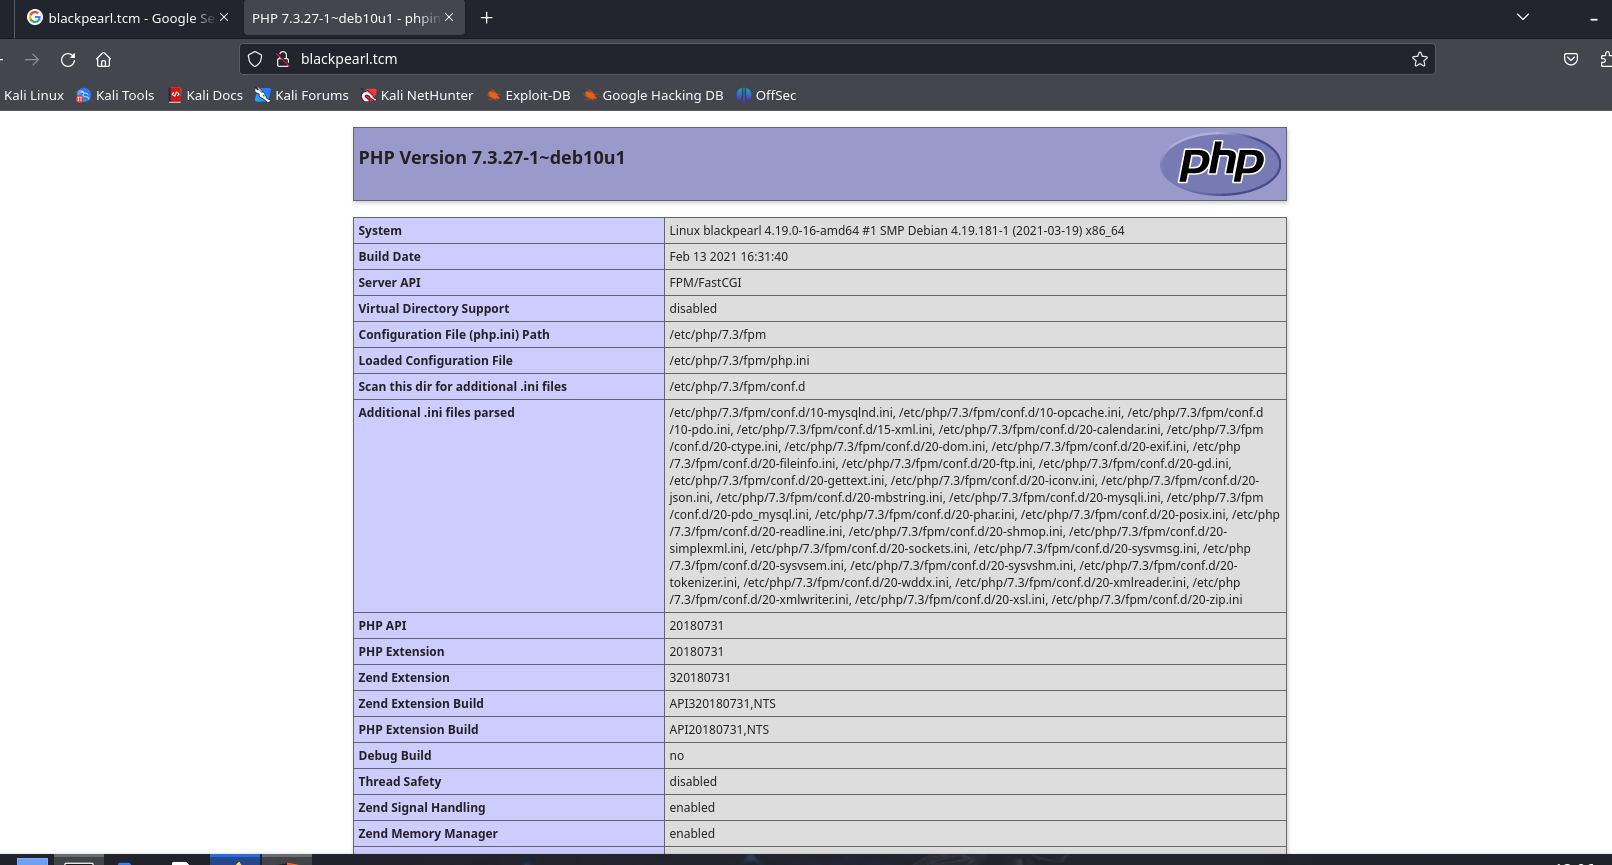 blackpearl.tcm - Google Se
PHP 7.3.27-1~deb10u1 - phpin
blackpearl.tcm
Kali Linux Kali Tools Kali Docs Kali Forums Kali NetHunter Exploit-DB Google Hacking DB OffSec
PHP Version 7.3.27-1~deb10u1
php
System Linux blackpearl 4.19.0-16-amd64 #1 SMP Debian 4.19.181-1 (2021-03-19) x86_64
Build Date Feb 13 2021 16:31:40
Server API FPM/FastCGI
Virtual Directory Support disabled
Configuration File (php.ini) Path /etc/php/7.3/fpm
Loaded Configuration File /etc/php/7.3/fpm/php.ini
Scan this dir for additional .ini files /etc/php/7.3/fpm/conf.d
Additional .ini files parsed /etc/php/7.3/fpm/conf.d/10-mysqlnd.ini, /etc/php/7.3/fpm/conf.d/10-opcache.ini, /etc/php/7.3/fpm/conf.d
/10-pdo.ini, /etc/php/7.3/fpm/conf.d/15-xml.ini, /etc/php/7.3/fpm/conf.d/20-calendar.ini, /etc/php/7.3/fpm
/conf.d/20-ctype.ini, /etc/php/7.3/fpm/conf.d/20-dom.ini, /etc/php/7.3/fpm/conf.d/20-exif.ini, /etc/php
/7.3/fpm/conf.d/20-fileinfo.ini, /etc/php/7.3/fpm/conf.d/20-ftp.ini, /etc/php/7.3/fpm/conf.d/20-gd.ini,
/etc/php/7.3/fpm/conf.d/20-gettext.ini, /etc/php/7.3/fpm/conf.d/20-iconv.ini, /etc/php/7.3/fpm/conf.d/20-
json.ini, /etc/php/7.3/fpm/conf.d/20-mbstring.ini, /etc/php/7.3/fpm/conf.d/20-mysqli.ini, /etc/php/7.3/fpm
/conf.d/20-pdo_mysql.ini, /etc/php/7.3/fpm/conf.d/20-phar.ini, /etc/php/7.3/fpm/conf.d/20-posix.ini, /etc/php
/7.3/fpm/conf.d/20-readline.ini, /etc/php/7.3/fpm/conf.d/20-shmop.ini, /etc/php/7.3/fpm/conf.d/20-
simplexml.ini, /etc/php/7.3/fpm/conf.d/20-sockets.ini, /etc/php/7.3/fpm/conf.d/20-sysvmsg.ini, /etc/php
/7.3/fpm/conf.d/20-sysvsem.ini, /etc/php/7.3/fpm/conf.d/20-sysvshm.ini, /etc/php/7.3/fpm/conf.d/20-
tokenizer.ini, /etc/php/7.3/fpm/conf.d/20-wddx.ini, /etc/php/7.3/fpm/conf.d/20-xmlreader.ini, /etc/php
/7.3/fpm/conf.d/20-xmlwriter.ini, /etc/php/7.3/fpm/conf.d/20-xsl.ini, /etc/php/7.3/fpm/conf.d/20-zip.ini
PHP API 20180731
PHP Extension 20180731
Zend Extension 320180731
Zend Extension Build API320180731,NTS
PHP Extension Build API20180731,NTS
Debug Build no
Thread Safety disabled
Zend Signal Handling enabled
Zend Memory Manager enabled